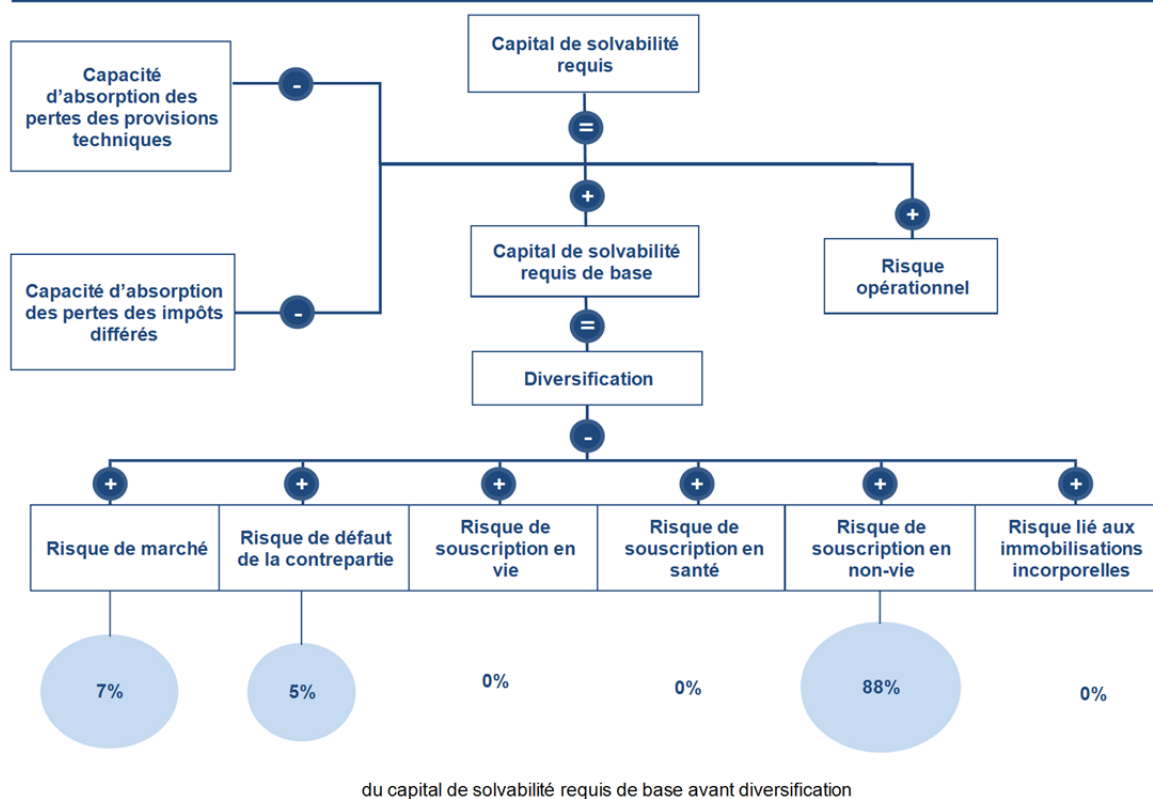 Capital de solvabilité
requis
Capacité
d'absorption des
pertes des provisions
techniques
-
=
+
+
Capital de solvabilité
requis de base
Risque
opérationnel
Capacité d'absorption
des pertes des impôts
différés
-
=
Diversification
-
+
+
+
+
+
+
Risque de marché
Risque de défaut
de la contrepartie
Risque de
souscription en
vie
Risque de
souscription en
santé
Risque de
souscription en
non-vie
Risque lié aux
immobilisations
incorporelles
7%
5%
0%
0%
88%
0%
du capital de solvabilité requis de base avant diversification